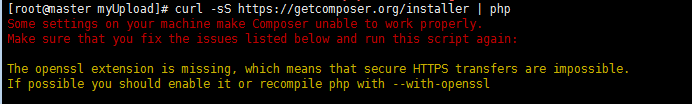 [root@master myUpload]# curl -sS https://getcomposer.org/installer | php
Some settings on your machine make Composer unable to work properly.
Make sure that you fix the issues listed below and run this script again:
The openssl extension is missing, which means that secure HTTPS transfers are impossible.
If possible you should enable it or recompile php with --with-openssl